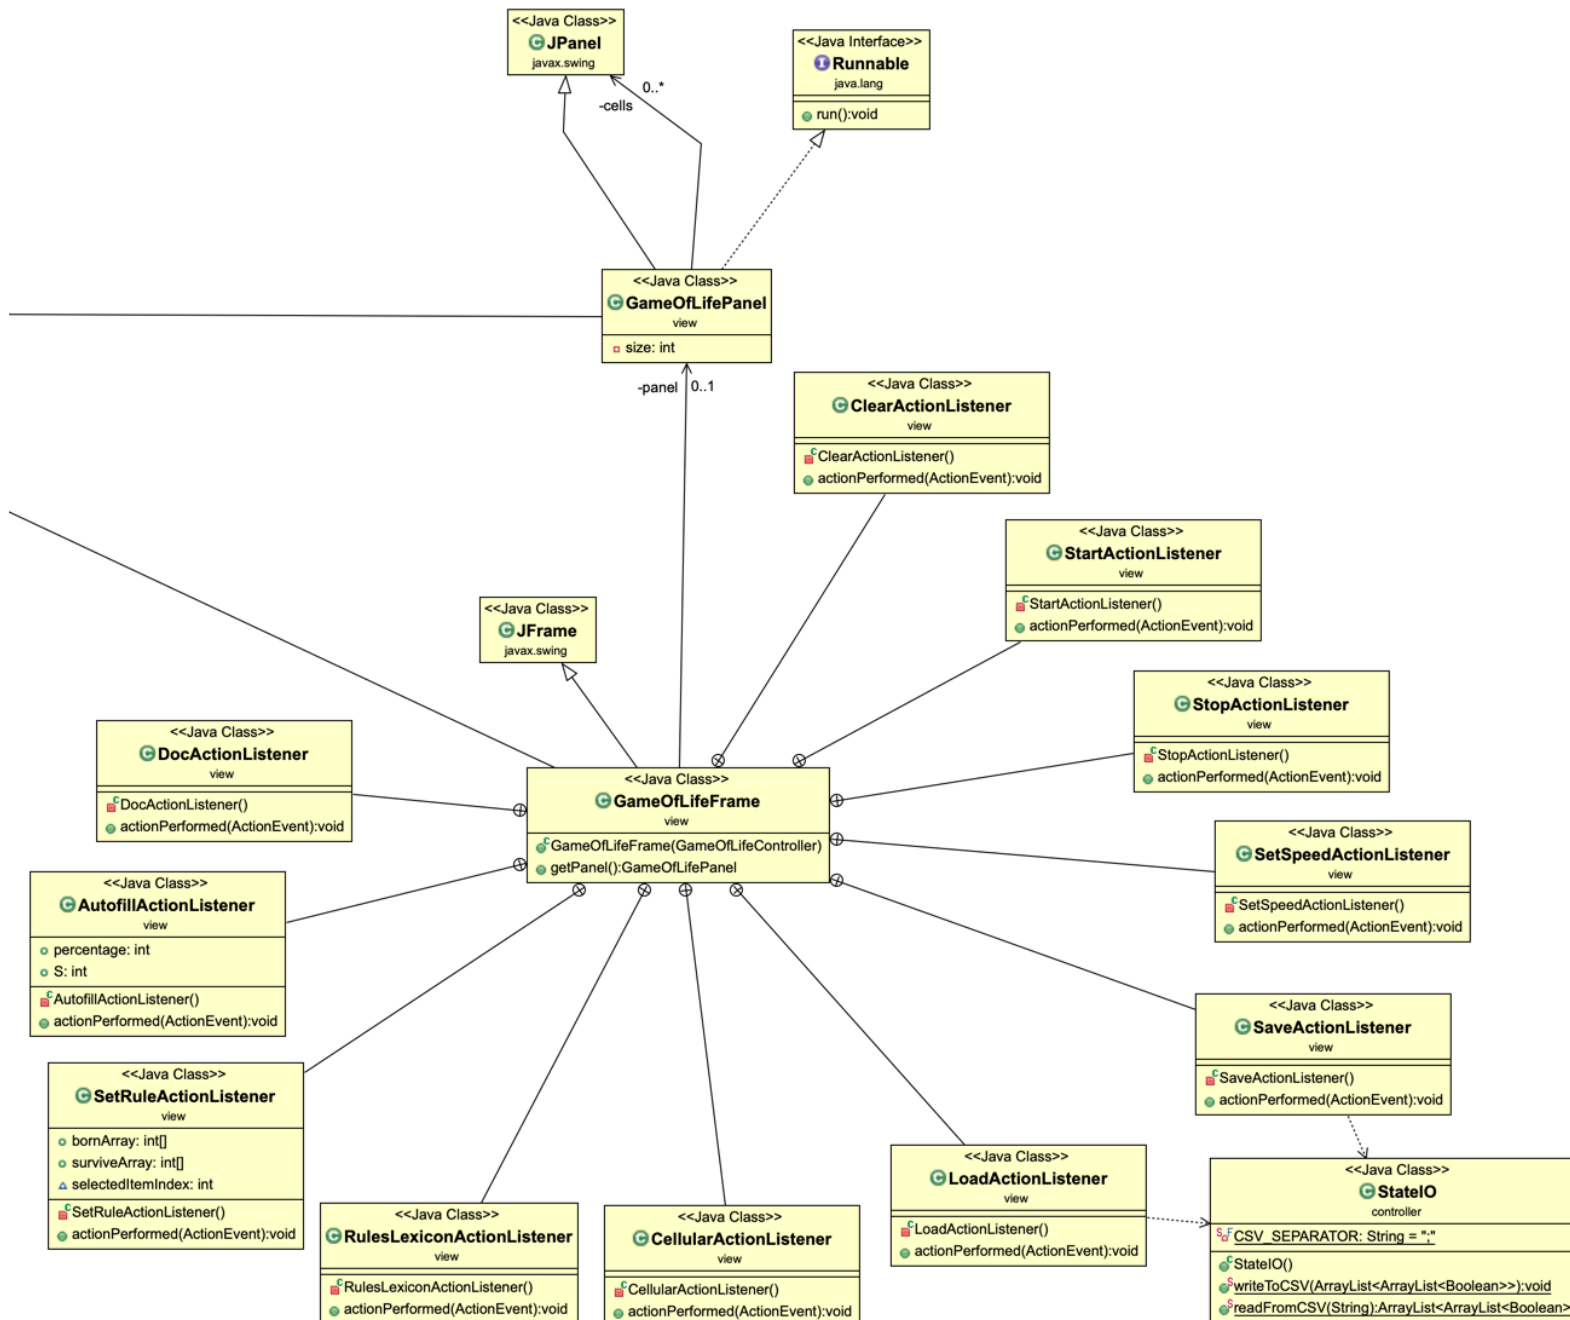 <<Java Class>>
JPanel
javax.swing
<<Java Interface>>
Runnable
java.lang
run():void
0..*
-cells
<<Java Class>>
GameOfLifePanel
view
size: int
-panel 0..1
<<Java Class>>
ClearActionListener
view
ClearActionListener()
actionPerformed(ActionEvent):void
<<Java Class>>
StartActionListener
view
StartActionListener()
actionPerformed(ActionEvent):void
<<Java Class>>
JFrame
javax.swing
<<Java Class>>
StopActionListener
view
StopActionListener()
actionPerformed(ActionEvent):void
<<Java Class>>
DocActionListener
view
DocActionListener()
actionPerformed(ActionEvent):void
<<Java Class>>
GameOfLifeFrame
view
GameOfLifeFrame(GameOfLifeController)
getPanel():GameOfLifePanel
<<Java Class>>
SetSpeedActionListener
view
SetSpeedActionListener()
actionPerformed(ActionEvent):void
<<Java Class>>
AutofillActionListener
view
percentage: int
S: int
AutofillActionListener()
actionPerformed(ActionEvent):void
<<Java Class>>
SaveActionListener
view
SaveActionListener()
actionPerformed(ActionEvent):void
<<Java Class>>
SetRuleActionListener
view
bornArray: int[]
surviveArray: int[]
selectedItemIndex: int
SetRuleActionListener()
actionPerformed(ActionEvent):void
<<Java Class>>
LoadActionListener
view
LoadActionListener()
actionPerformed(ActionEvent):void
<<Java Class>>
StateIO
controller
CSV_SEPARATOR: String = ";"
StateIO()
writeToCSV(ArrayList<ArrayList<Boolean>>):void
readFromCSV(String):ArrayList<ArrayList<Boolean>
<<Java Class>>
RulesLexiconActionListener
view
RulesLexiconActionListener()
actionPerformed(ActionEvent):void
<<Java Class>>
CellularActionListener
view
CellularActionListener()
actionPerformed(ActionEvent):void